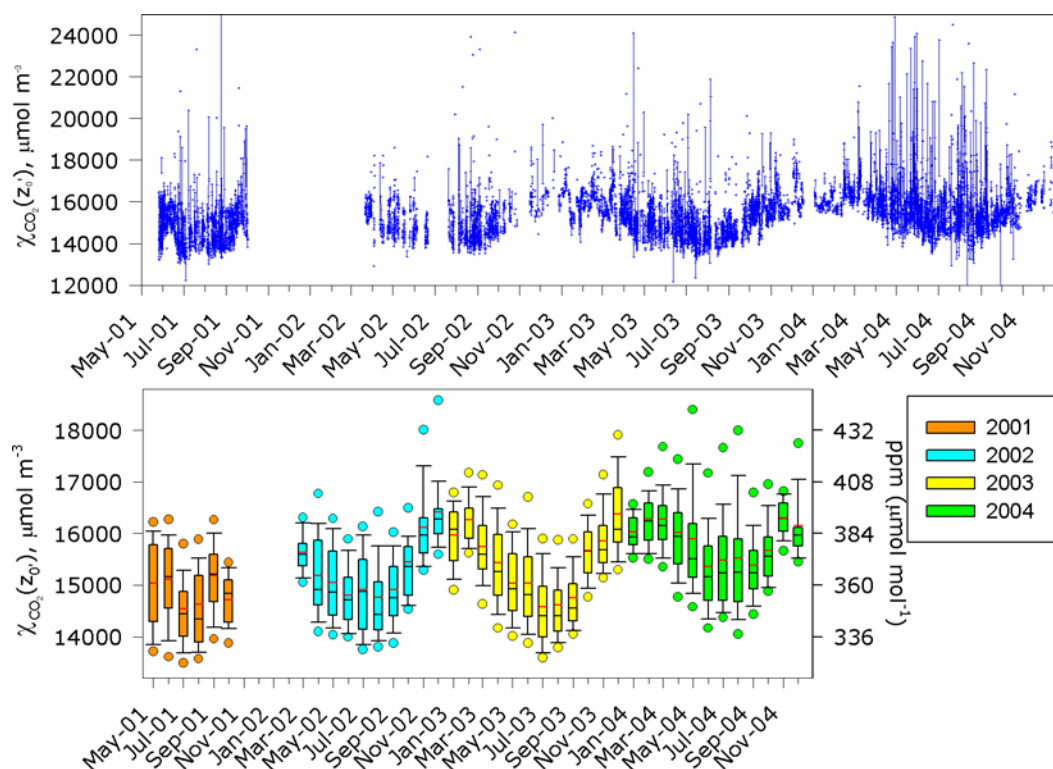 24000
22000
20000
18000
16000
14000
12000
χCO2(z0'), μmol m-3
May-01
Jul-01
Sep-01
Nov-01
Jan-02
Mar-02
May-02
Jul-02
Sep-02
Nov-02
Jan-03
Mar-03
May-03
Jul-03
Sep-03
Nov-03
Jan-04
Mar-04
May-04
Jul-04
Sep-04
Nov-04
18000
17000
16000
15000
14000
χCO2(z0'), μmol m-3
432
408
384
360
336
ppm (μmol mol-1)
May-01
Jul-01
Sep-01
Nov-01
Jan-02
Mar-02
May-02
Jul-02
Sep-02
Nov-02
Jan-03
Mar-03
May-03
Jul-03
Sep-03
Nov-03
Jan-04
Mar-04
May-04
Jul-04
Sep-04
Nov-04
2001
2002
2003
2004